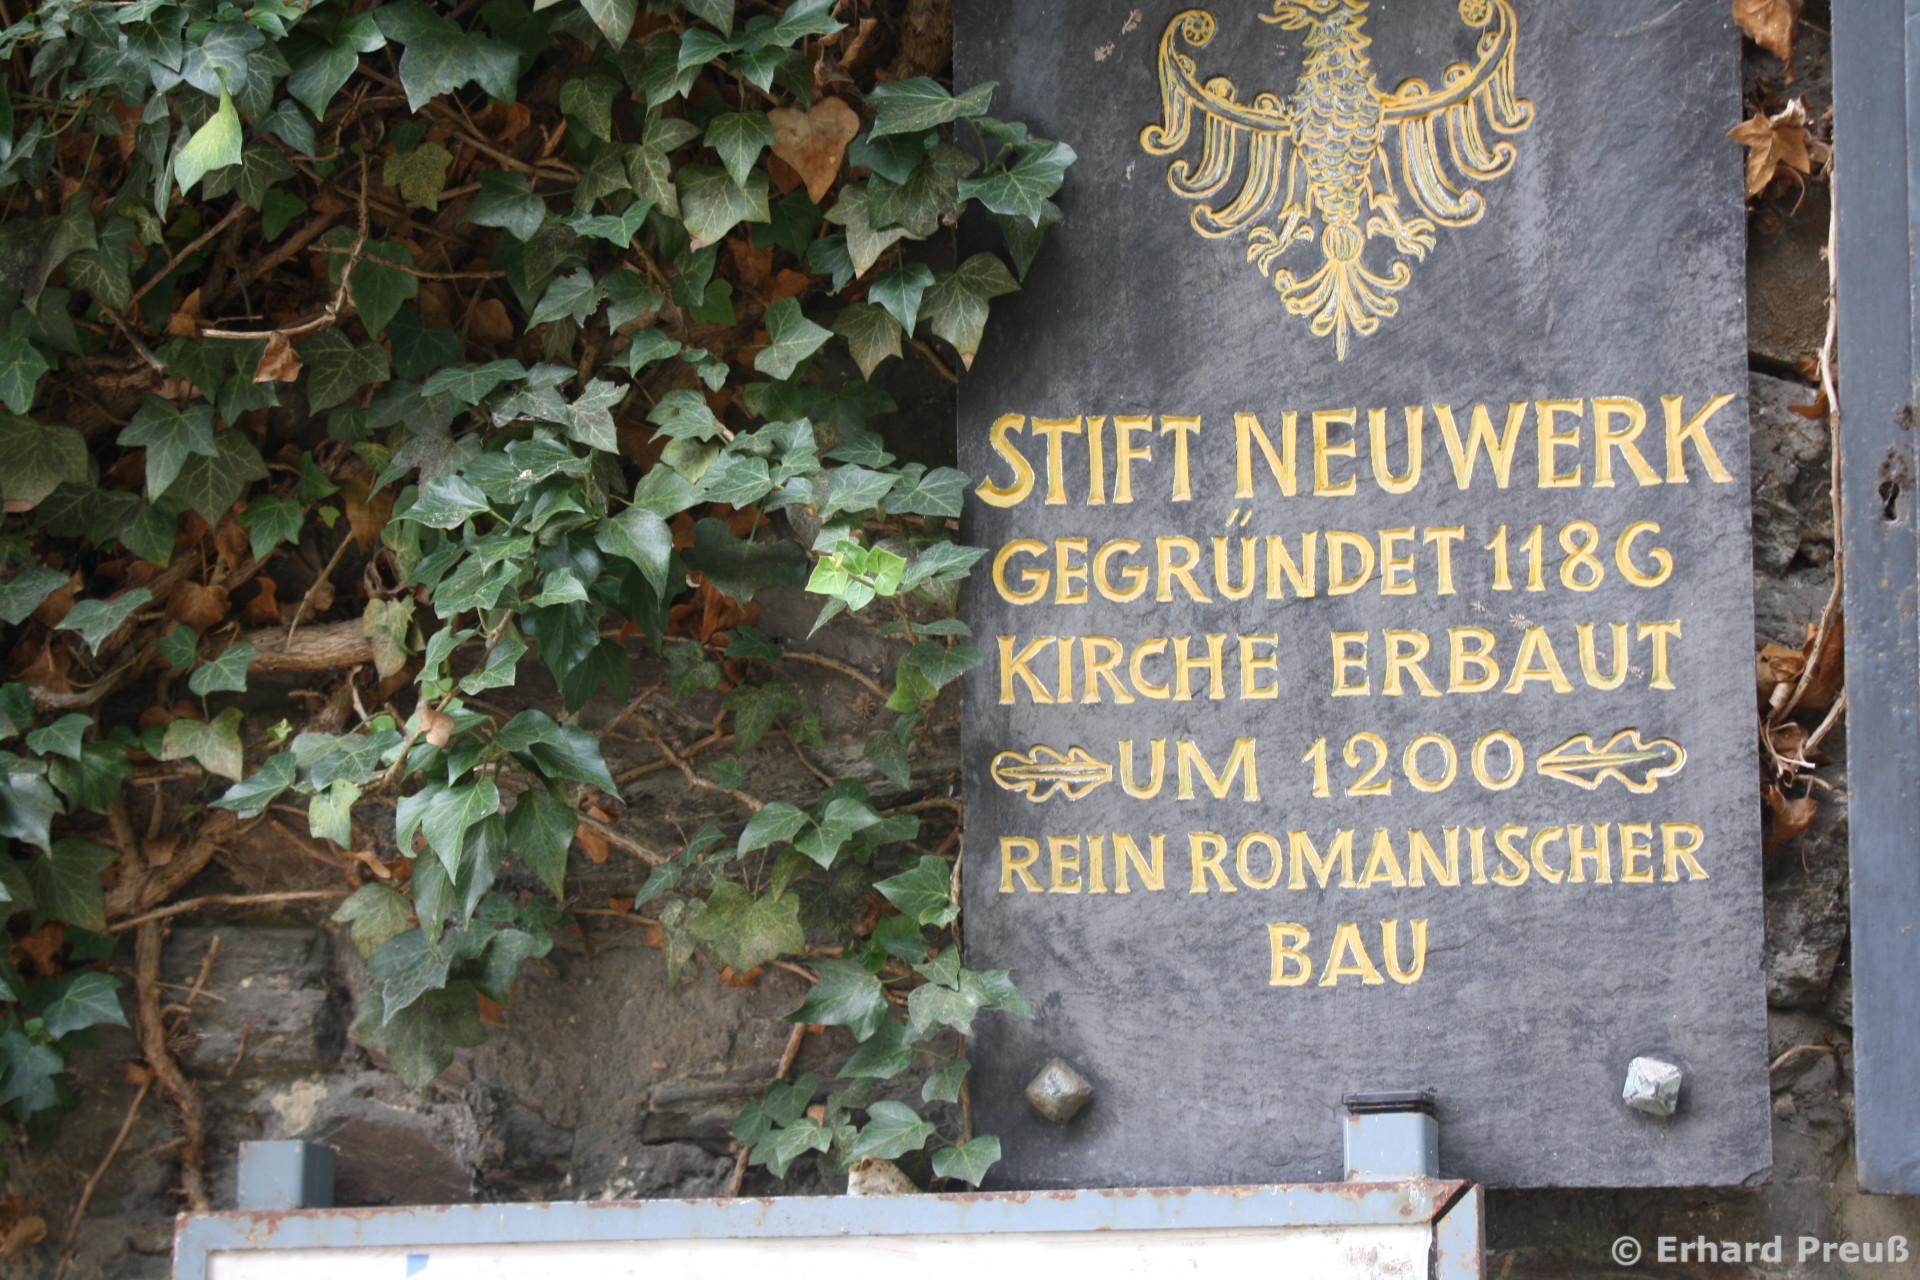 STIFT NEUWERK
GEGRÜNDET 1186
KIRCHE ERBAUT
UM 1200
REIN ROMANISCHER
BAU
© Erhard Preuß